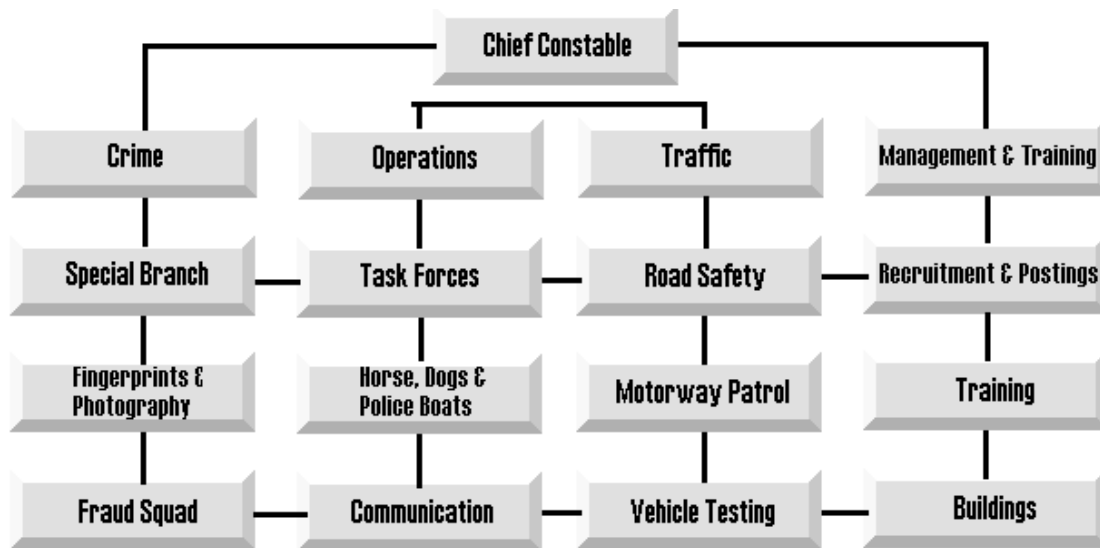 Chief Constable
Crime
Operations
Traffic
Management & Training
Special Branch
Task Forces
Road Safety
Recruitment & Postings
Fingerprints &
Photography
Horse, Dogs &
Police Boats
Motorway Patrol
Training
Fraud Squad
Communication
Vehicle Testing
Buildings